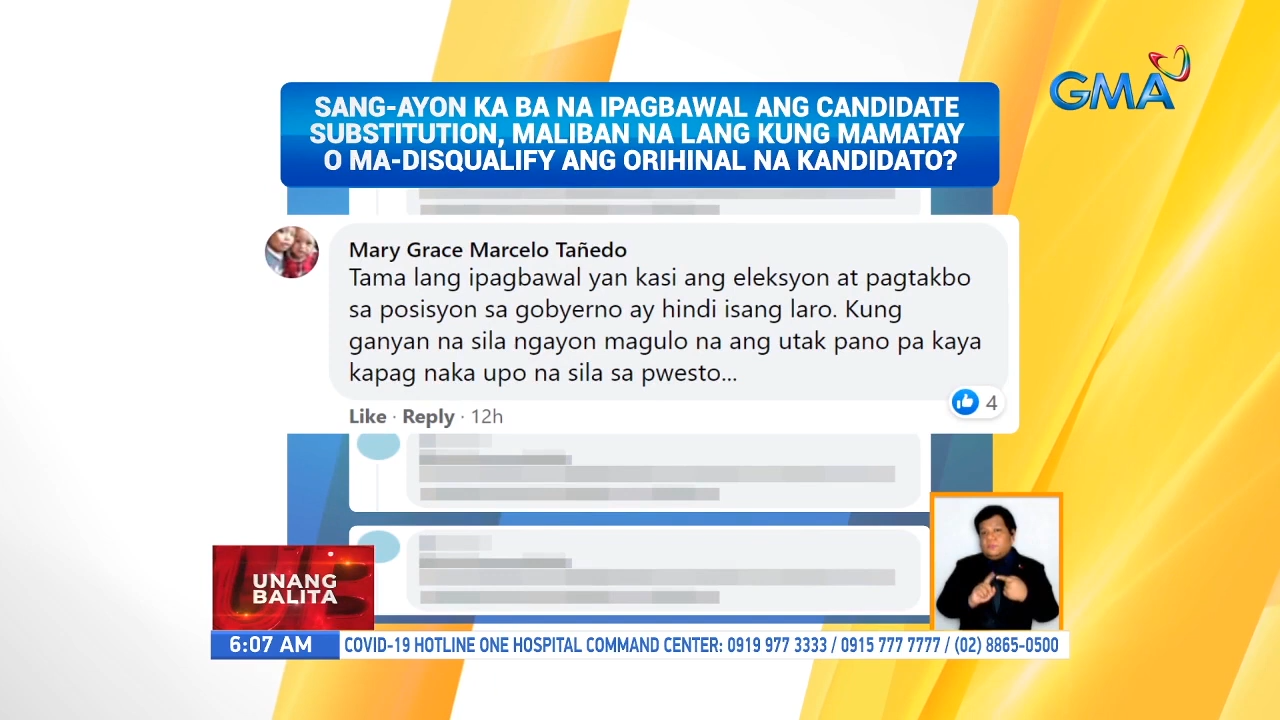 GMA
SANG-AYON KA BA NA IPAGBAWAL ANG CANDIDATE
SUBSTITUTION, MALIBAN NA LANG KUNG MAMATAY
O MA-DISQUALIFY ANG ORIHINAL NA KANDIDATO?
Mary Grace Marcelo Tañedo
Tama lang ipagbawal yan kasi ang eleksyon at pagtakbo
sa posisyon sa gobyerno ay hindi isang laro. Kung
ganyan na sila ngayon magulo na ang utak pano pa kaya
kapag naka upo na sila sa pwesto...
4
Like · Reply · 12h
UNANG
BALITA
6:07 AM
COVID-19 HOTLINE ONE HOSPITAL COMMAND CENTER: 0919 977 3333 / 0915 777 7777 / (02) 8865-0500